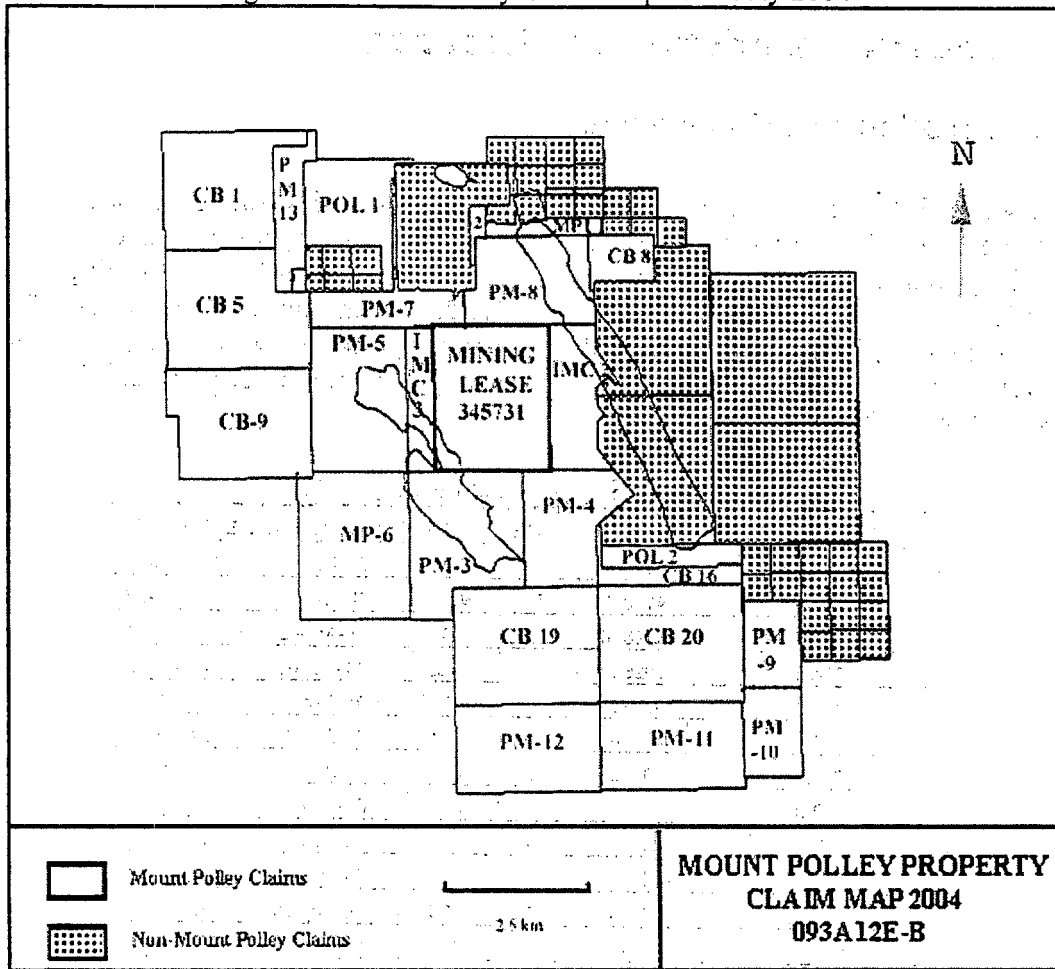 N
P
M
13
CB 1
POL 1
2
MP
CB 8
CB 5
PM-7
PM-8
PM-5
I
M
C
3
MINING
LEASE
345731
IMC
CB-9
MP-6
PM-3
PM-4
POL 2
CB 16
CB 19
CB 20
PM
-9
PM-12
PM-11
PM
-10
Mount Polley Claims
2.5 km
Non-Mount Polley Claims
MOUNT POLLEY PROPERTY
CLAIM MAP 2004
093A12E-B